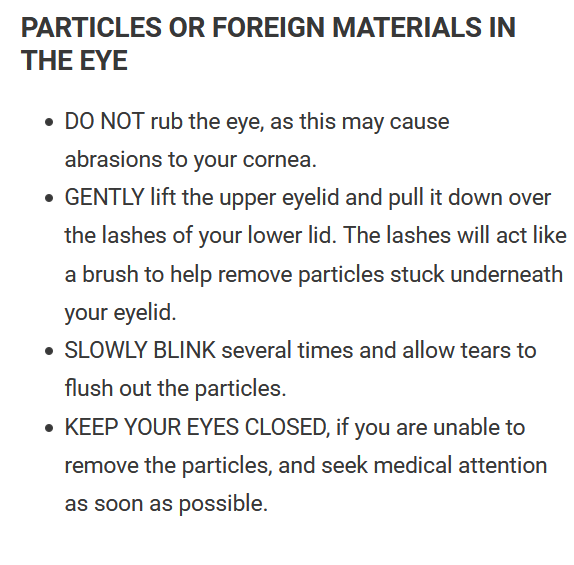 PARTICLES OR FOREIGN MATERIALS IN
THE EYE
• DO NOT rub the eye, as this may cause
abrasions to your cornea.
• GENTLY lift the upper eyelid and pull it down over
the lashes of your lower lid. The lashes will act like
a brush to help remove particles stuck underneath
your eyelid.
• SLOWLY BLINK several times and allow tears to
flush out the particles.
• KEEP YOUR EYES CLOSED, if you are unable to
remove the particles, and seek medical attention
as soon as possible.